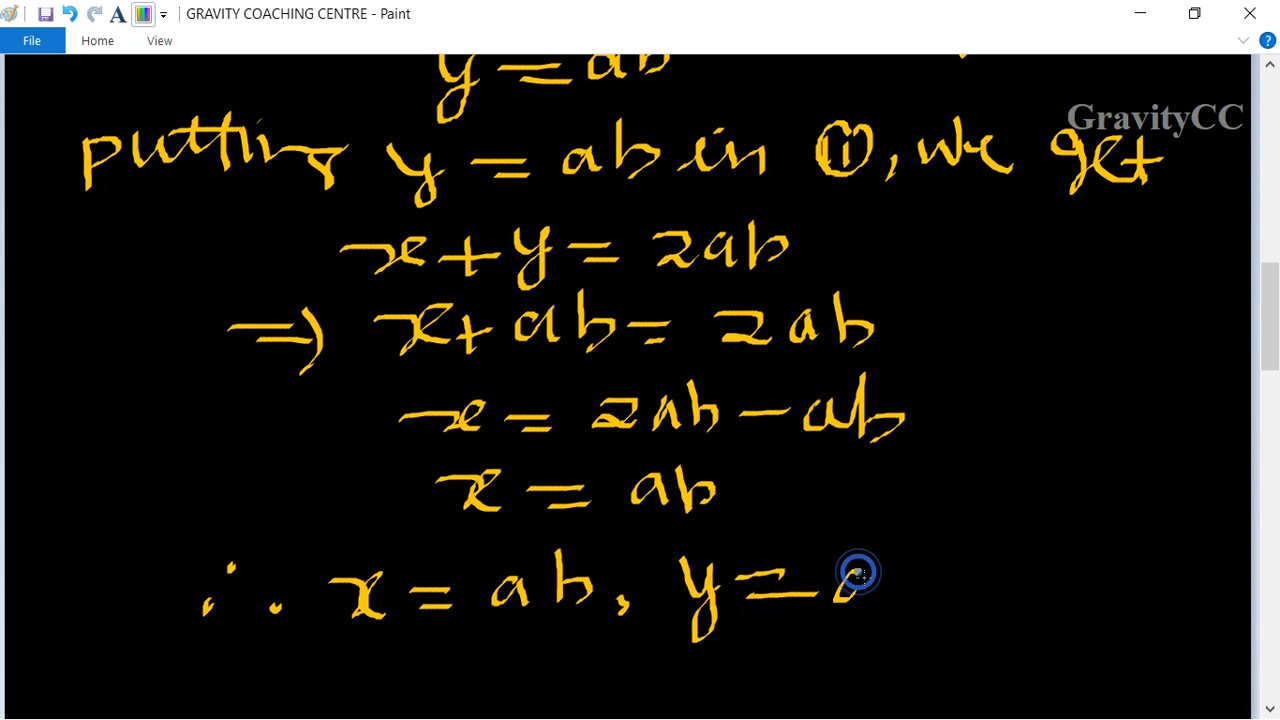 GRAVITY COACHING CENTRE - Paint
File Home View
y = ab
GravityCC
putting y = ab in ①, we get
x + y = 2ab
⇒ x + ab = 2ab
x = 2ab - ab
x = ab
∴ x = ab, y =